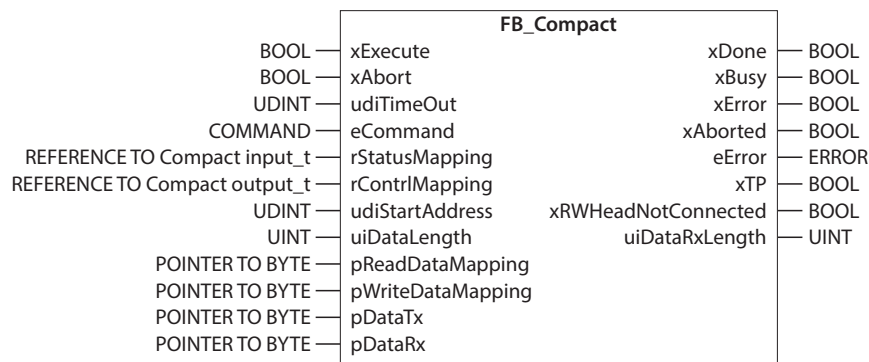 FB_Compact
BOOL xExecute xDone BOOL
BOOL xAbort xBusy BOOL
UDINT udiTimeOut xError BOOL
COMMAND eCommand xAborted BOOL
REFERENCE TO Compact input_t rStatusMapping eError ERROR
REFERENCE TO Compact output_t rContrlMapping xTP BOOL
UDINT udiStartAddress xRWHeadNotConnected BOOL
UINT uiDataLength uiDataRxLength UINT
POINTER TO BYTE pReadDataMapping
POINTER TO BYTE pWriteDataMapping
POINTER TO BYTE pDataTx
POINTER TO BYTE pDataRx